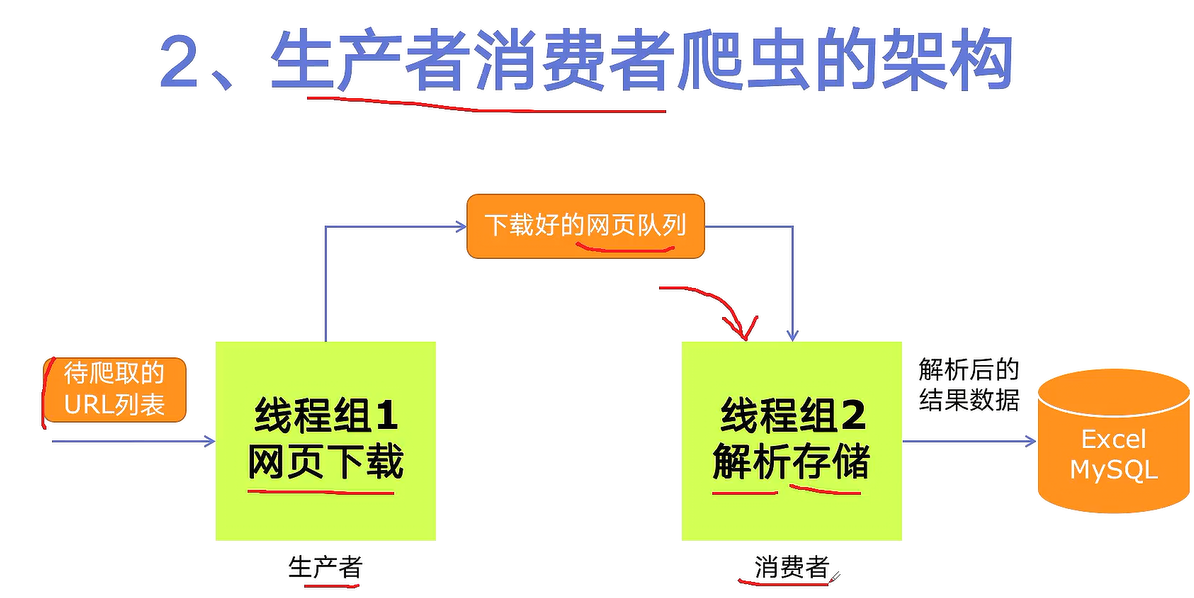 2、生产者消费者爬虫的架构
下载好的网页队列
待爬取的
URL列表
线程组1
网页下载
生产者
线程组2
解析存储
消费者
解析后的
结果数据
Excel
MySQL